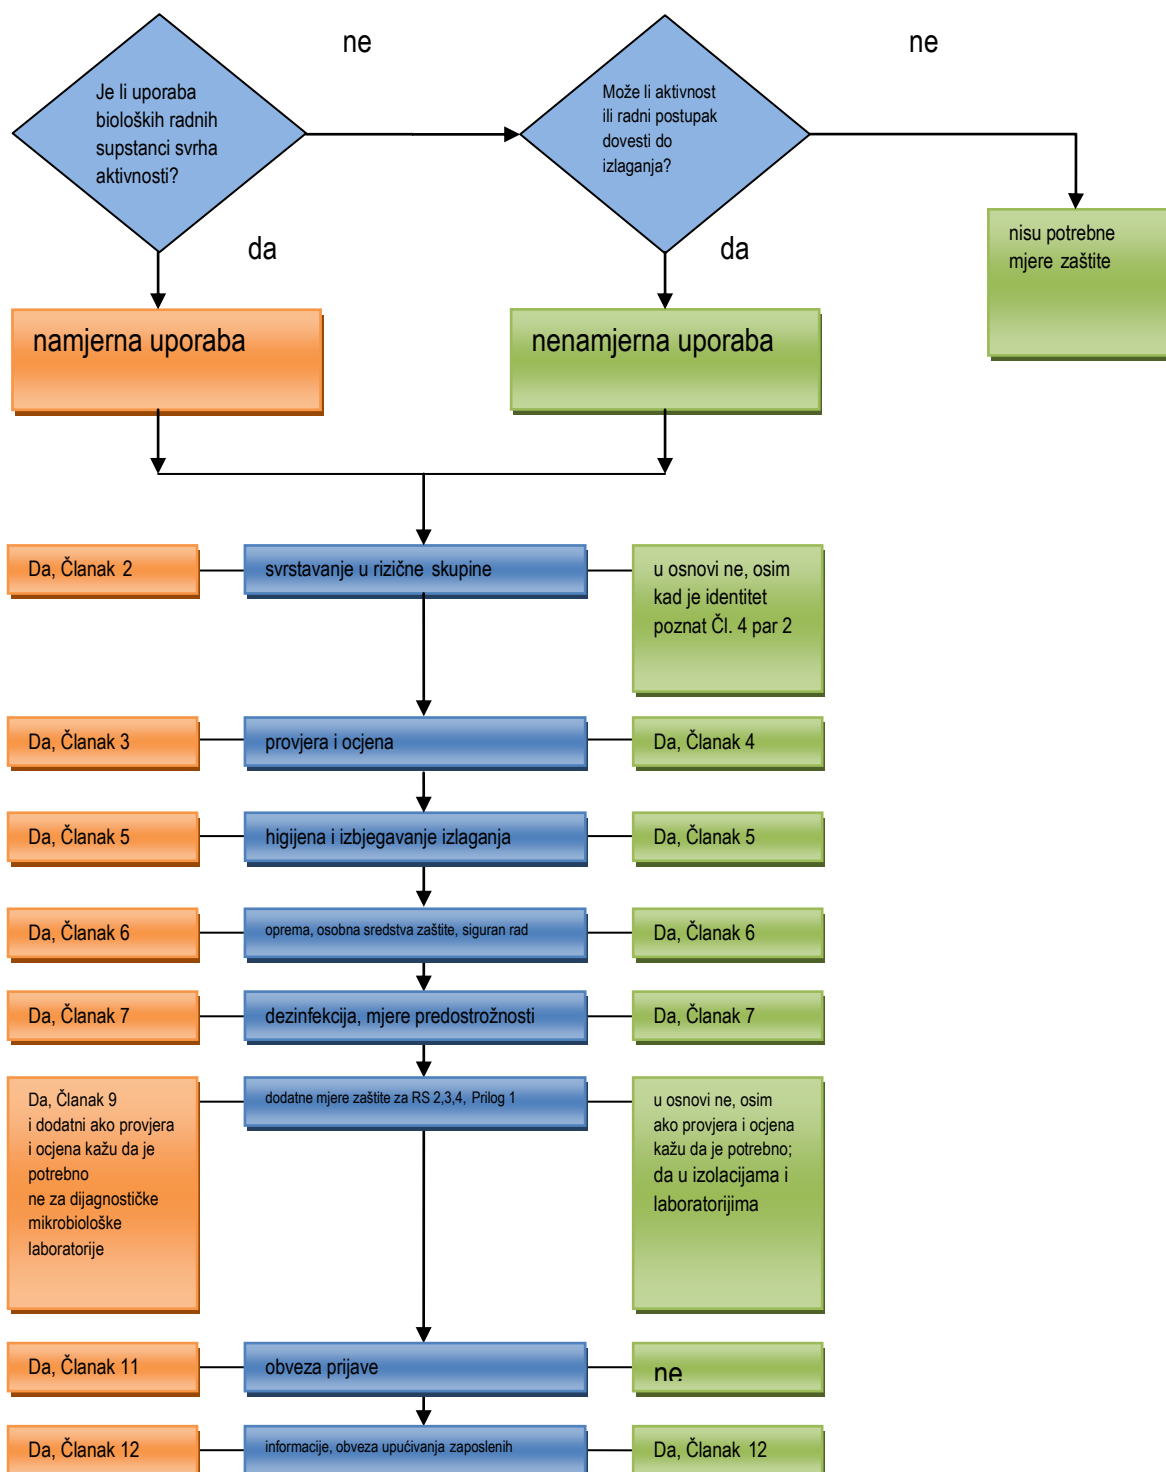 ne
ne
Je li uporaba
bioloških radnih
supstanci svrha
aktivnosti?
Može li aktivnost
ili radni postupak
dovesti do
izlaganja?
da
da
nisu potrebne
mjere zaštite
namjerna uporaba
nenamjerna uporaba
Da, Članak 2
svrstavanje u rizične skupine
u osnovi ne, osim
kad je identitet
poznat Čl. 4 par 2
Da, Članak 3
provjera i ocjena
Da, Članak 4
Da, Članak 5
higijena i izbjegavanje izlaganja
Da, Članak 5
Da, Članak 6
oprema, osobna sredstva zaštite, siguran rad
Da, Članak 6
Da, Članak 7
dezinfekcija, mjere predostrožnosti
Da, Članak 7
Da, Članak 9
i dodatni ako provjera
i ocjena kažu da je
potrebno
ne za dijagnostičke
mikrobiološke
laboratorije
dodatne mjere zaštite za RS 2,3,4, Prilog 1
u osnovi ne, osim
ako provjera i ocjena
kažu da je potrebno;
da u izolacijama i
laboratorijima
Da, Članak 11
obveza prijave
ne
Da, Članak 12
informacije, obveza upućivanja zaposlenih
Da, Članak 12